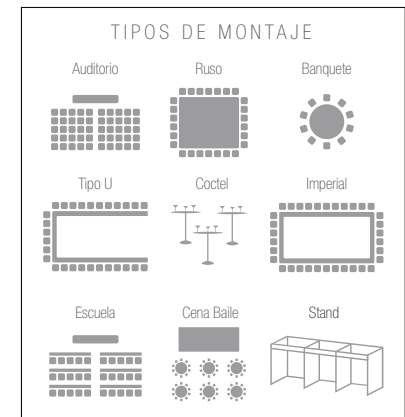 TIPOS DE MONTAJE
Auditorio Ruso Banquete
Tipo U Coctel Imperial
Escuela Cena Baile Stand